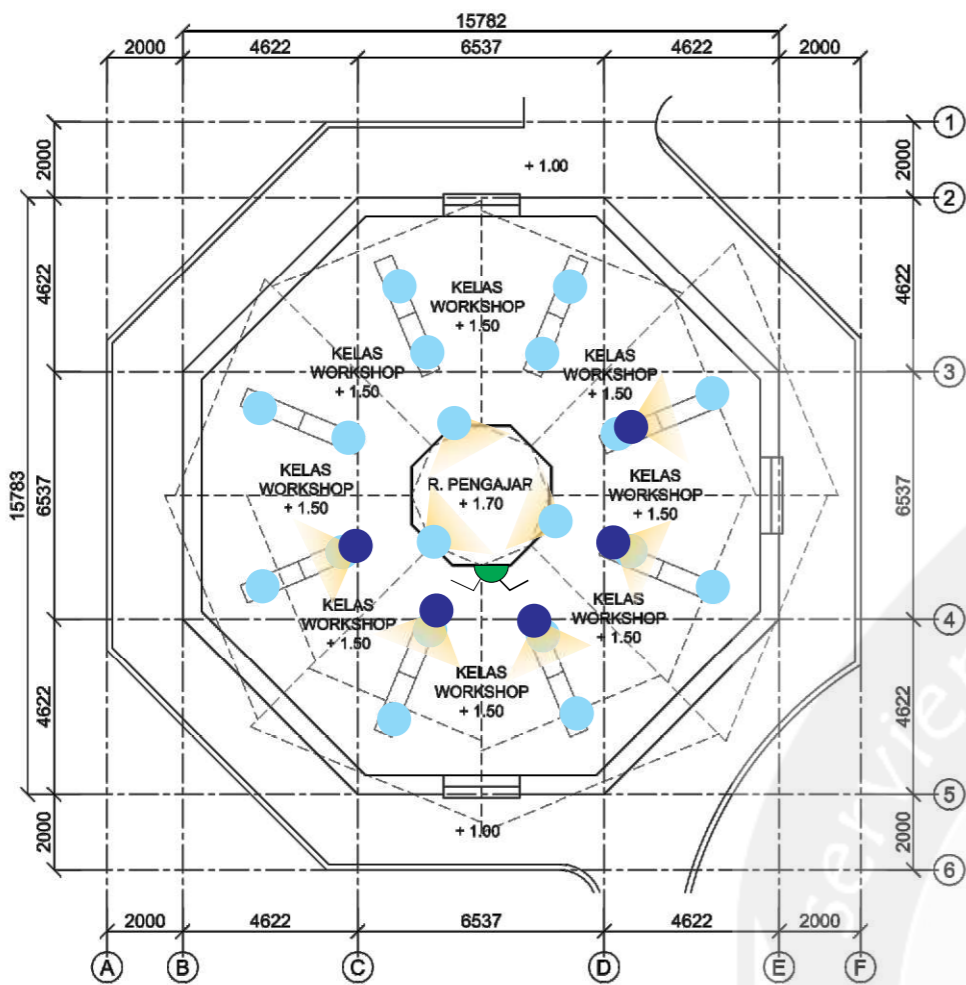 15782
2000 4622 6537 4622 2000
1
2000
+ 1.00
2000
2
4622
KELAS
WORKSHOP
+ 1.50
4622
KELAS
WORKSHOP
+ 1.50
KELAS
WORKSHOP
+ 1.50
3
15783
6537
KELAS
WORKSHOP
+ 1.50
R. PENGAJAR
+ 1.70
KELAS
WORKSHOP
+ 1.50
6537
KELAS
WORKSHOP
+ 1.50
KELAS
WORKSHOP
+ 1.50
4
4622
KELAS
WORKSHOP
+ 1.50
4622
5
2000
+ 1.00
2000
6
2000 4622 6537 4622 2000
A B C D E F